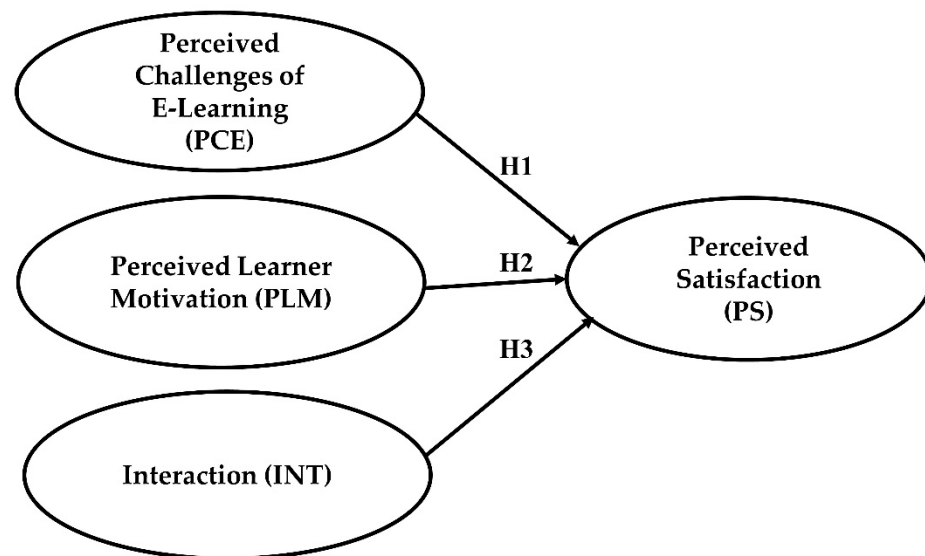 Perceived
Challenges of
E-Learning
(PCE)
H1
Perceived Learner
Motivation (PLM)
H2
Perceived
Satisfaction
(PS)
H3
Interaction (INT)